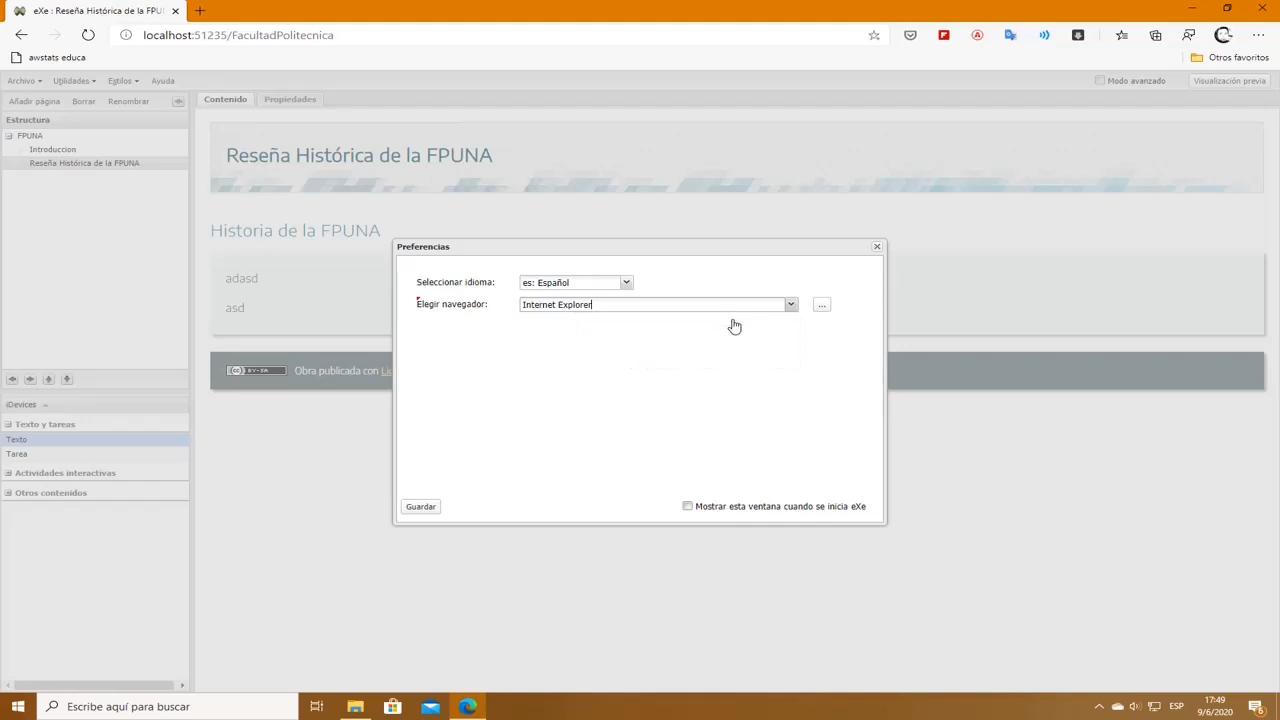 eXe : Reseña Histórica de la FPU
localhost:51235/FacultadPolitecnica
awstats educa
Otros favoritos
Archivo Utilidades Estilos Ayuda
Modo avanzado
Visualización previa
Añadir página Borrar Renombrar
Contenido Propiedades
Estructura
FPUNA
Introduccion
Reseña Histórica de la FPUNA
Reseña Histórica de la FPUNA
Historia de la FPUNA
adasd
asd
Obra publicada con Lic
Preferencias
Seleccionar idioma: es: Español
Elegir navegador: Internet Explorer ...
Guardar
Mostrar esta ventana cuando se inicia eXe
iDevices
Texto y tareas
Texto
Tarea
Actividades interactivas
Otros contenidos
Escribe aquí para buscar
ESP
17:49
9/6/2020